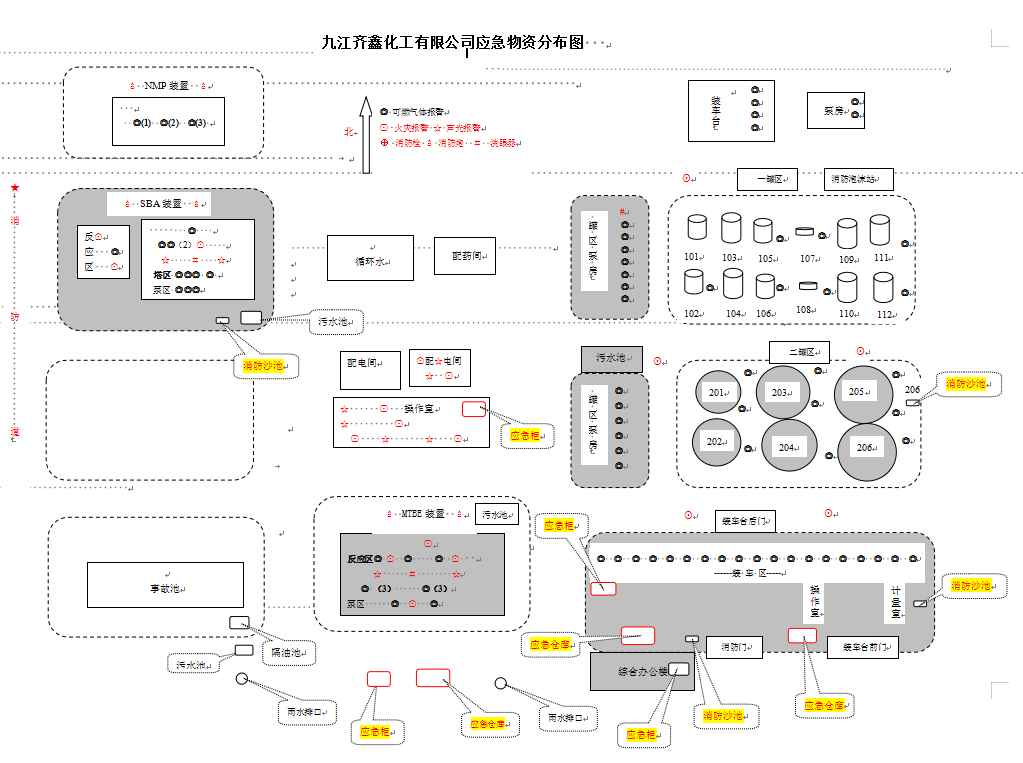 九江齐鑫化工有限公司应急物资分布图
NMP 装置
(1) (2) (3)
北
可燃气体报警
火灾报警 声光报警
消防栓 消防炮 洗眼器
装车台
泵房
一罐区
消防泡沫站
消防道
SBA 装置
反应区
(2)
塔区
泵区
循环水
配药间
罐区泵房
101 103 105 107 109 111
102 104 106 108 110 112
污水池
消防沙池
配电间
配电间
操作室
应急柜
污水池
罐区泵房
二罐区
201 203 205 206
202 204 206
消防沙池
MTBE 装置
污水池
反应区
(3) (3)
泵区
应急柜
装车台后门
装车区
操作室
计量室
消防沙池
事故池
隔油池
污水池
雨水排口
应急柜
应急仓库
雨水排口
应急仓库
消防门
装车台前门
综合办公楼
应急柜
消防沙池
应急仓库